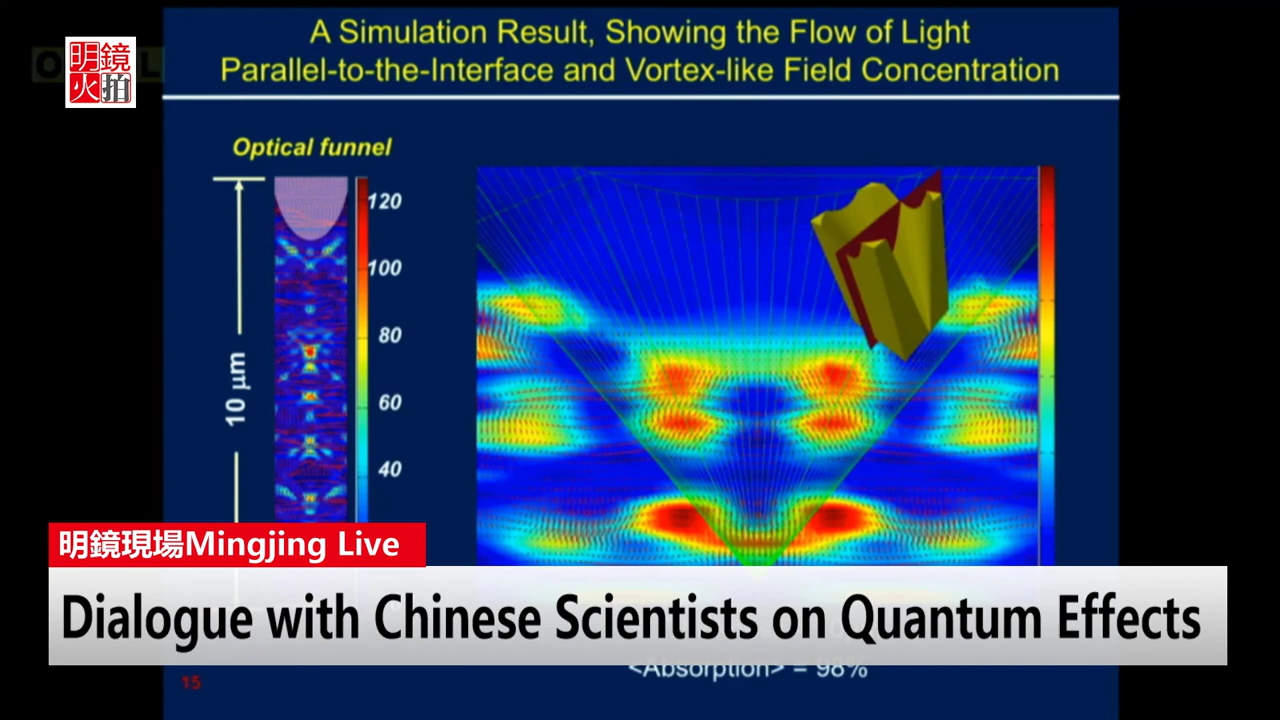 A Simulation Result, Showing the Flow of Light
Parallel-to-the-Interface and Vortex-like Field Concentration
明鏡
火拍
Optical funnel
120
100
80
60
40
10 μm
明鏡現場Mingjing Live
Dialogue with Chinese Scientists on Quantum Effects
<Absorption> = 98%
15